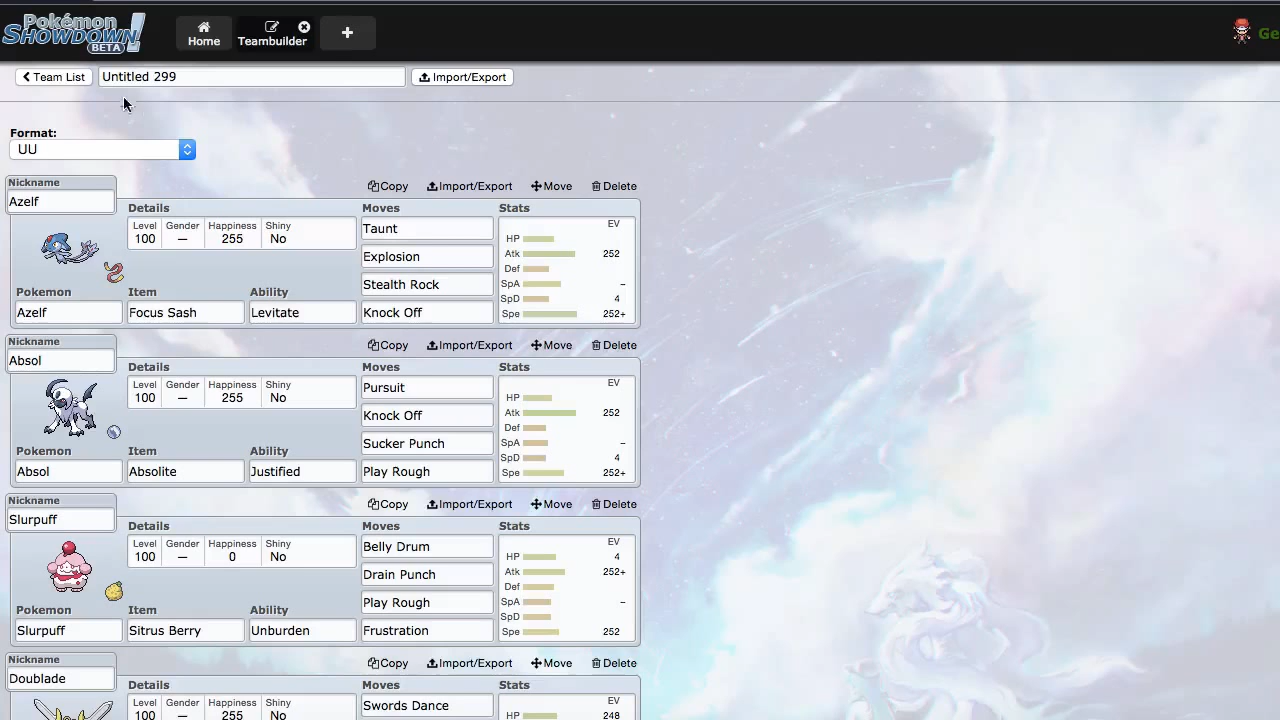 Pokémon
SHOWDOWN!
BETA
Home
Teambuilder
+
Ge
Team List
Untitled 299
Import/Export
Format:
UU
Nickname
Azelf
Copy Import/Export Move Delete
Details
Moves
Stats
Level Gender Happiness Shiny
100 — 255 No
Taunt
Explosion
Stealth Rock
Knock Off
EV
HP
Atk 252
Def
SpA –
SpD 4
Spe 252+
Pokemon Item Ability
Azelf Focus Sash Levitate
Nickname
Absol
Copy Import/Export Move Delete
Details
Moves
Stats
Level Gender Happiness Shiny
100 — 255 No
Pursuit
Knock Off
Sucker Punch
Play Rough
EV
HP
Atk 252
Def
SpA –
SpD 4
Spe 252+
Pokemon Item Ability
Absol Absolite Justified
Nickname
Slurpuff
Copy Import/Export Move Delete
Details
Moves
Stats
Level Gender Happiness Shiny
100 — 0 No
Belly Drum
Drain Punch
Play Rough
Frustration
EV
HP 4
Atk 252+
Def
SpA –
SpD
Spe 252
Pokemon Item Ability
Slurpuff Sitrus Berry Unburden
Nickname
Doublade
Copy Import/Export Move Delete
Details
Moves
Stats
Level Gender Happiness Shiny
100 — 255 No
Swords Dance
EV
HP 248